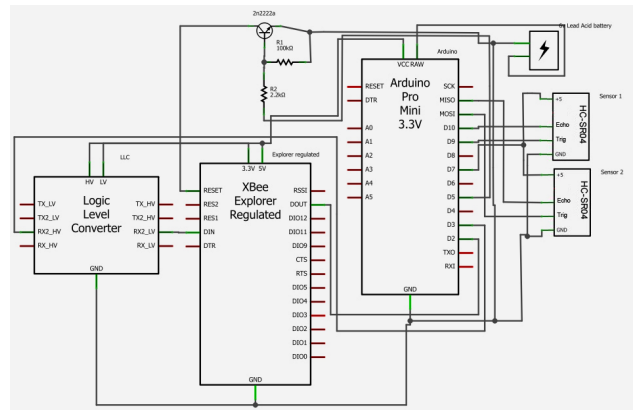 2n2222a
R1
100kΩ
R2
2.2kΩ
6v Lead Acid battery
Arduino
VCC RAW
Arduino
Pro
Mini
3.3V
RESET
DTR
A0
A1
A2
A3
A4
A5
SCK
MISO
MOSI
D10
D9
D8
D7
D6
D5
D4
D3
D2
TXO
RXI
GND
Sensor 1
+5
Echo
Trig
GND
HC-SR04
Sensor 2
+5
Echo
Trig
GND
HC-SR04
LLC
HV LV
Logic
Level
Converter
TX_LV
TX2_LV
RX2_HV
RX_HV
TX_HV
TX2_HV
RX2_LV
RX_LV
GND
Explorer regulated
3.3V 5V
XBee
Explorer
Regulated
RESET
RES2
RES1
DIN
DTR
RSSI
DOUT
DIO12
DIO11
DIO9
CTS
RTS
DIO5
DIO4
DIO3
DIO2
DIO1
DIO0
GND